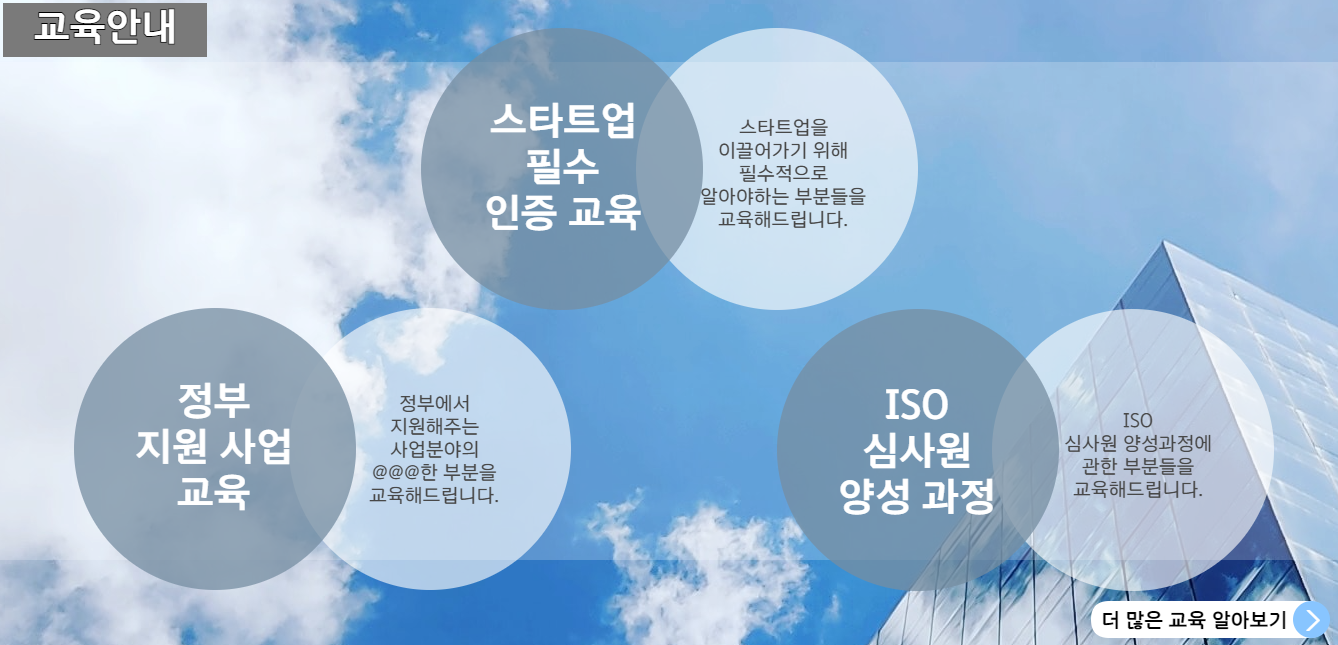 교육안내
스타트업
필수
인증 교육
스타트업을
이끌어가기 위해
필수적으로
알아야하는 부분들을
교육해드립니다.
정부
지원 사업
교육
정부에서
지원해주는
사업분야의
@@@한 부분을
교육해드립니다.
ISO
심사원
양성 과정
ISO
심사원 양성과정에
관한 부분들을
교육해드립니다.
더 많은 교육 알아보기